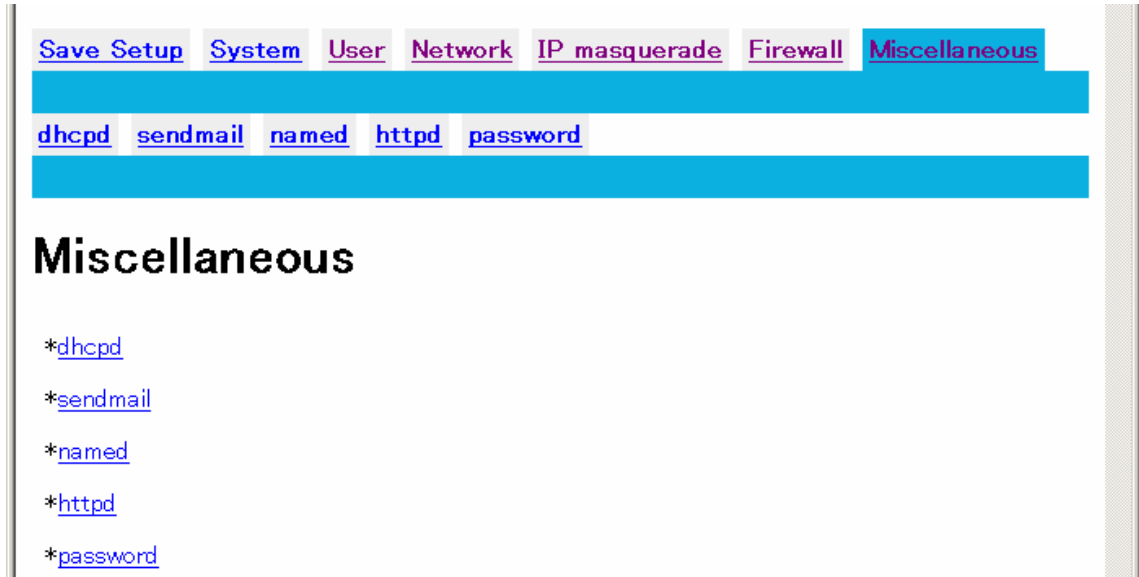 Save Setup System User Network IP masquerade Firewall Miscellaneous
dhcpd sendmail named httpd password
Miscellaneous
*dhcpd
*sendmail
*named
*httpd
*password